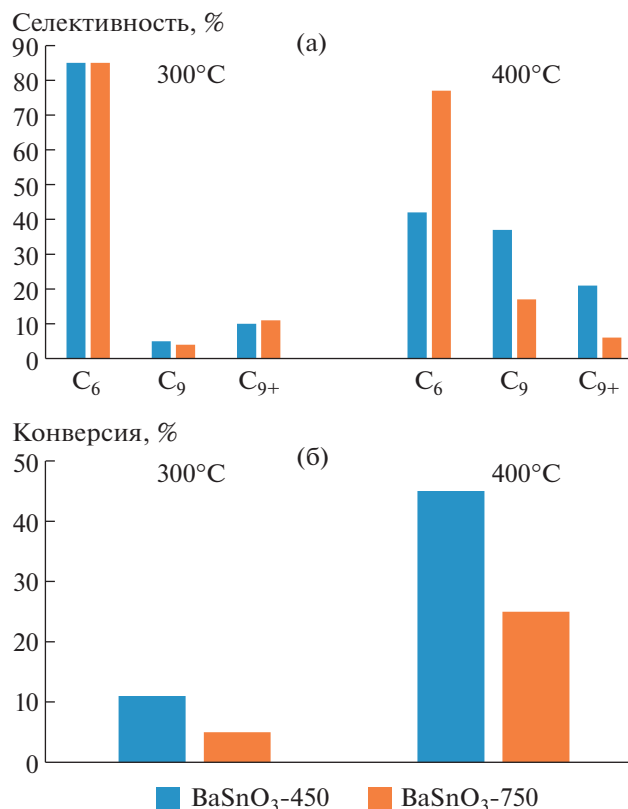 Селективность, %
(а)
90
300°C
400°C
80
70
60
50
40
30
20
10
0
C₆ C₉ C₉₊ C₆ C₉ C₉₊
Конверсия, %
(б)
50
300°C
400°C
40
30
20
10
0
BaSnO₃-450 BaSnO₃-750